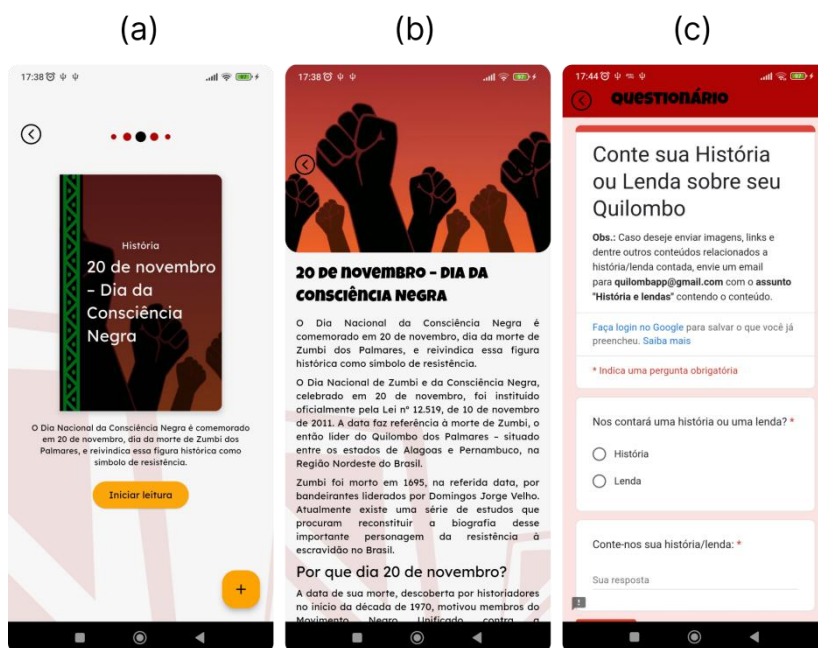 (a)
(b)
(c)
17:38
História
20 de novembro
– Dia da
Consciência
Negra
O Dia Nacional da Consciência Negra é comemorado
em 20 de novembro, dia da morte de Zumbi dos
Palmares, e reivindica essa figura histórica como
símbolo de resistência.
Iniciar leitura
+
17:38
20 de novembro – Dia da
Consciência Negra
O Dia Nacional da Consciência Negra é
comemorado em 20 de novembro, dia da morte de
Zumbi dos Palmares, e reivindica essa figura
histórica como símbolo de resistência.
O Dia Nacional de Zumbi e da Consciência Negra,
celebrado em 20 de novembro, foi instituído
oficialmente pela Lei nº 12.519, de 10 de novembro
de 2011. A data faz referência à morte de Zumbi, o
então líder do Quilombo dos Palmares – situado
entre os estados de Alagoas e Pernambuco, na
Região Nordeste do Brasil.
Zumbi foi morto em 1695, na referida data, por
bandeirantes liderados por Domingos Jorge Velho.
Atualmente existe uma série de estudos que
procuram reconstituir a biografia desse
importante personagem da resistência à
escravidão no Brasil.
Por que dia 20 de novembro?
A data de sua morte, descoberta por historiadores
no início da década de 1970, motivou membros do
Movimento Negro Unificado contra a
17:44
Questionário
Conte sua História
ou Lenda sobre seu
Quilombo
Obs.: Caso deseje enviar imagens, links e
dentre outros conteúdos relacionados a
história/lenda contada, envie um email
para quilombapp@gmail.com com o assunto
"História e lendas" contendo o conteúdo.
Faça login no Google para salvar o que você já
preencheu. Saiba mais
* Indica uma pergunta obrigatória
Nos contará uma história ou uma lenda? *
História
Lenda
Conte-nos sua história/lenda: *
Sua resposta